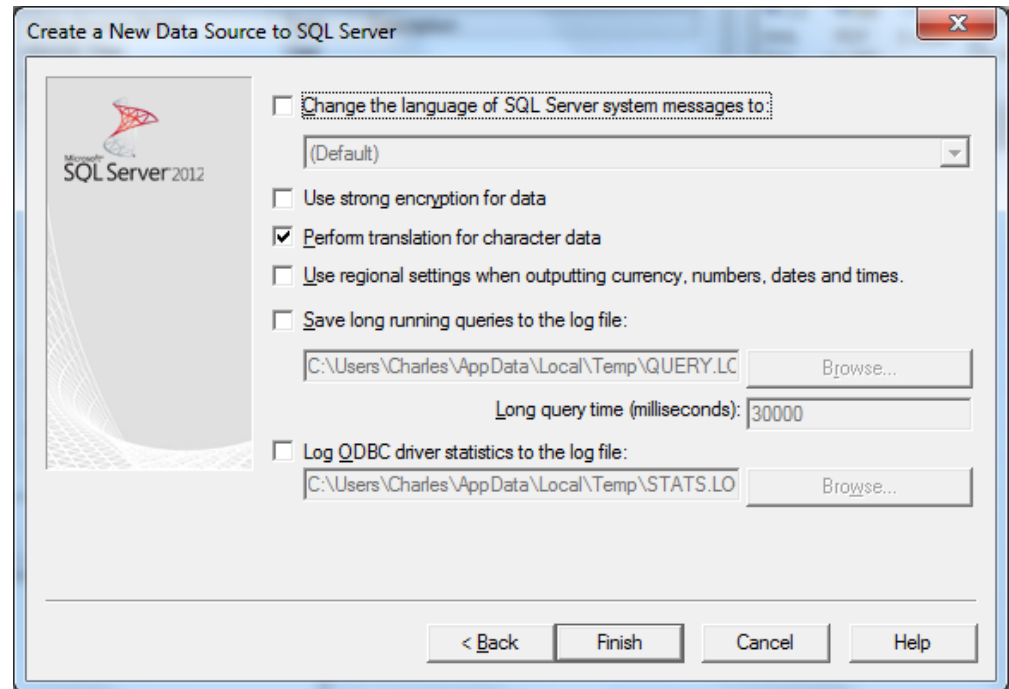 Create a New Data Source to SQL Server
Microsoft
SQL Server 2012
Change the language of SQL Server system messages to:
(Default)
Use strong encryption for data
Perform translation for character data
Use regional settings when outputting currency, numbers, dates and times.
Save long running queries to the log file:
C:\Users\Charles\AppData\Local\Temp\QUERY.LC Browse...
Long query time (milliseconds): 30000
Log ODBC driver statistics to the log file:
C:\Users\Charles\AppData\Local\Temp\STATS.LO Browse...
< Back Finish Cancel Help